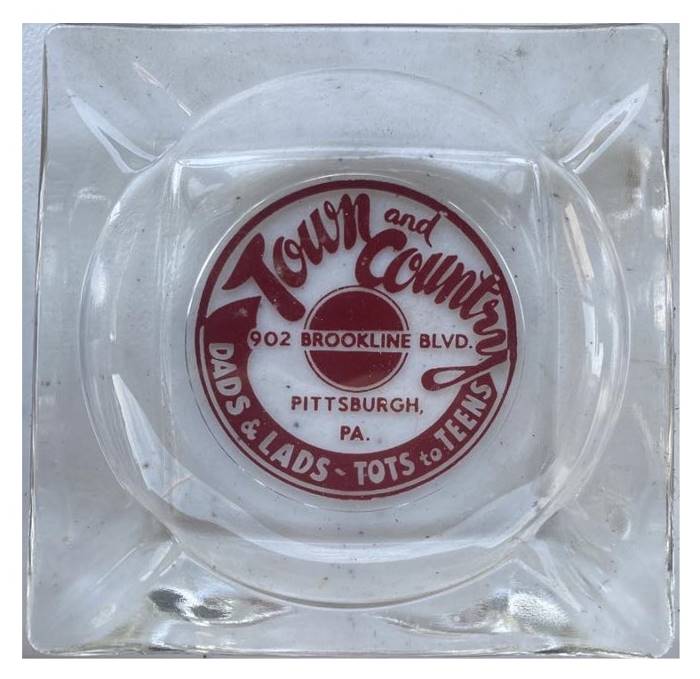 Town and
Country
902 BROOKLINE BLVD.
PITTSBURGH,
PA.
DADS & LADS - TOTS to TEENS